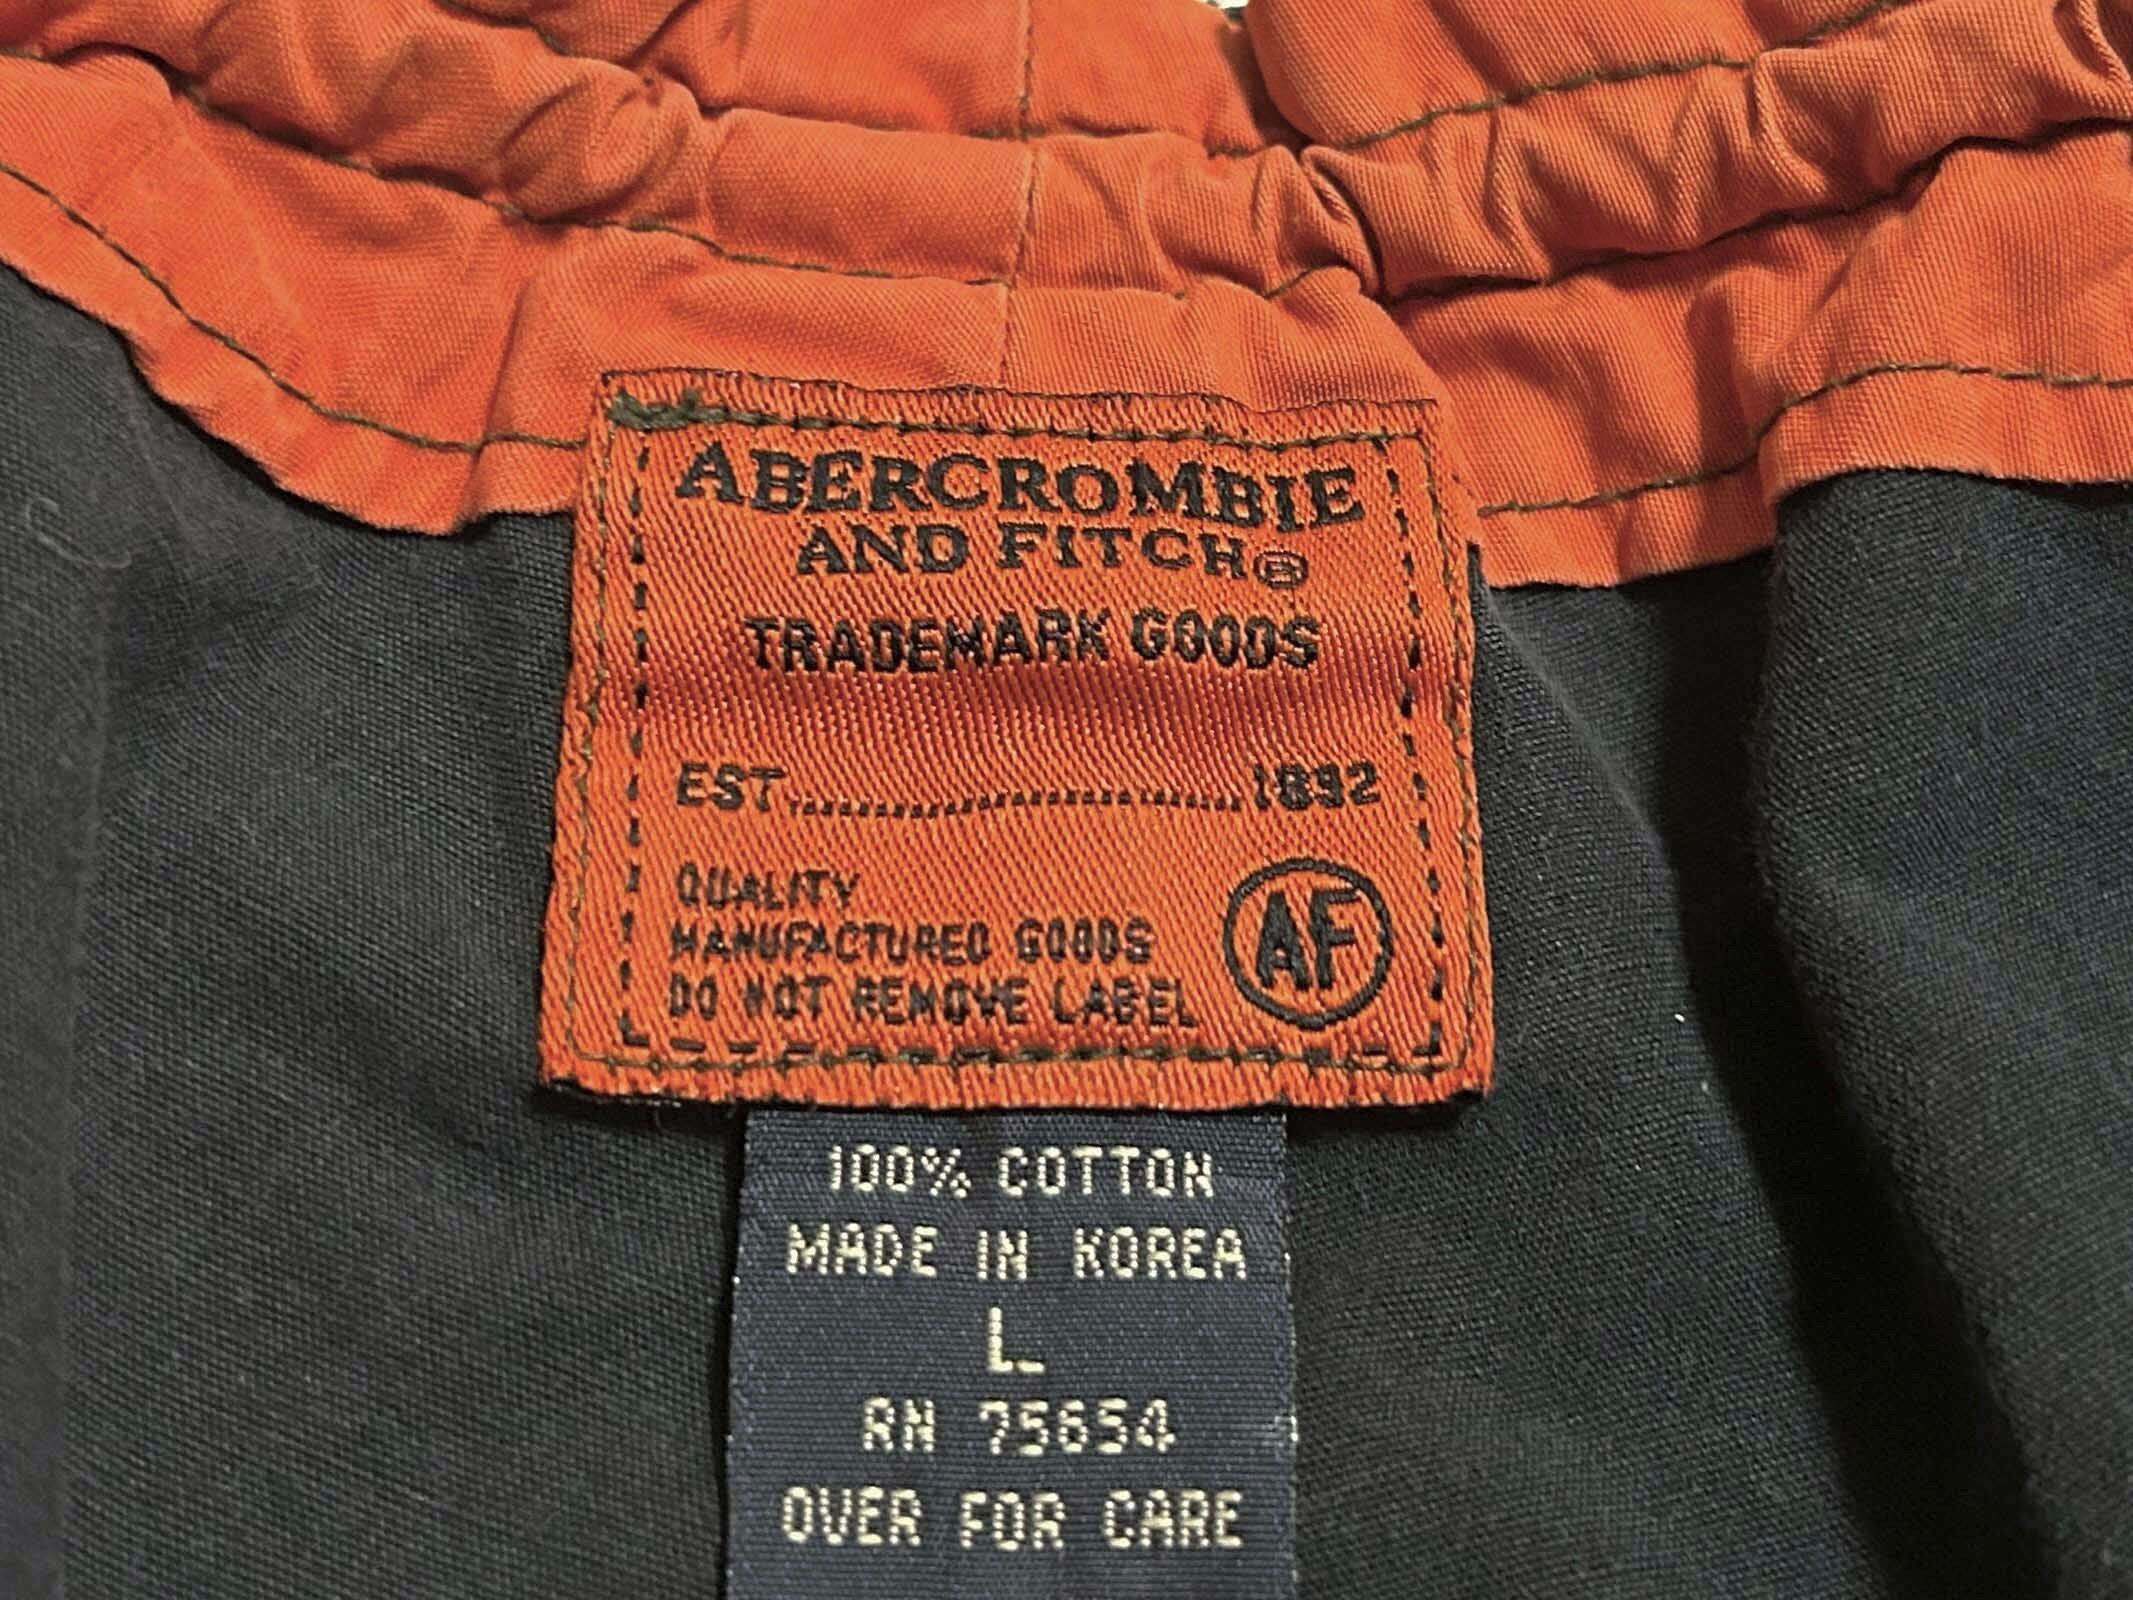 ABERCROMBIE
AND FITCH®
TRADEMARK GOODS
EST..............................1892
QUALITY
MANUFACTURED GOODS
DO NOT REMOVE LABEL
AF
100% COTTON
MADE IN KOREA
L
RN 75654
OVER FOR CARE